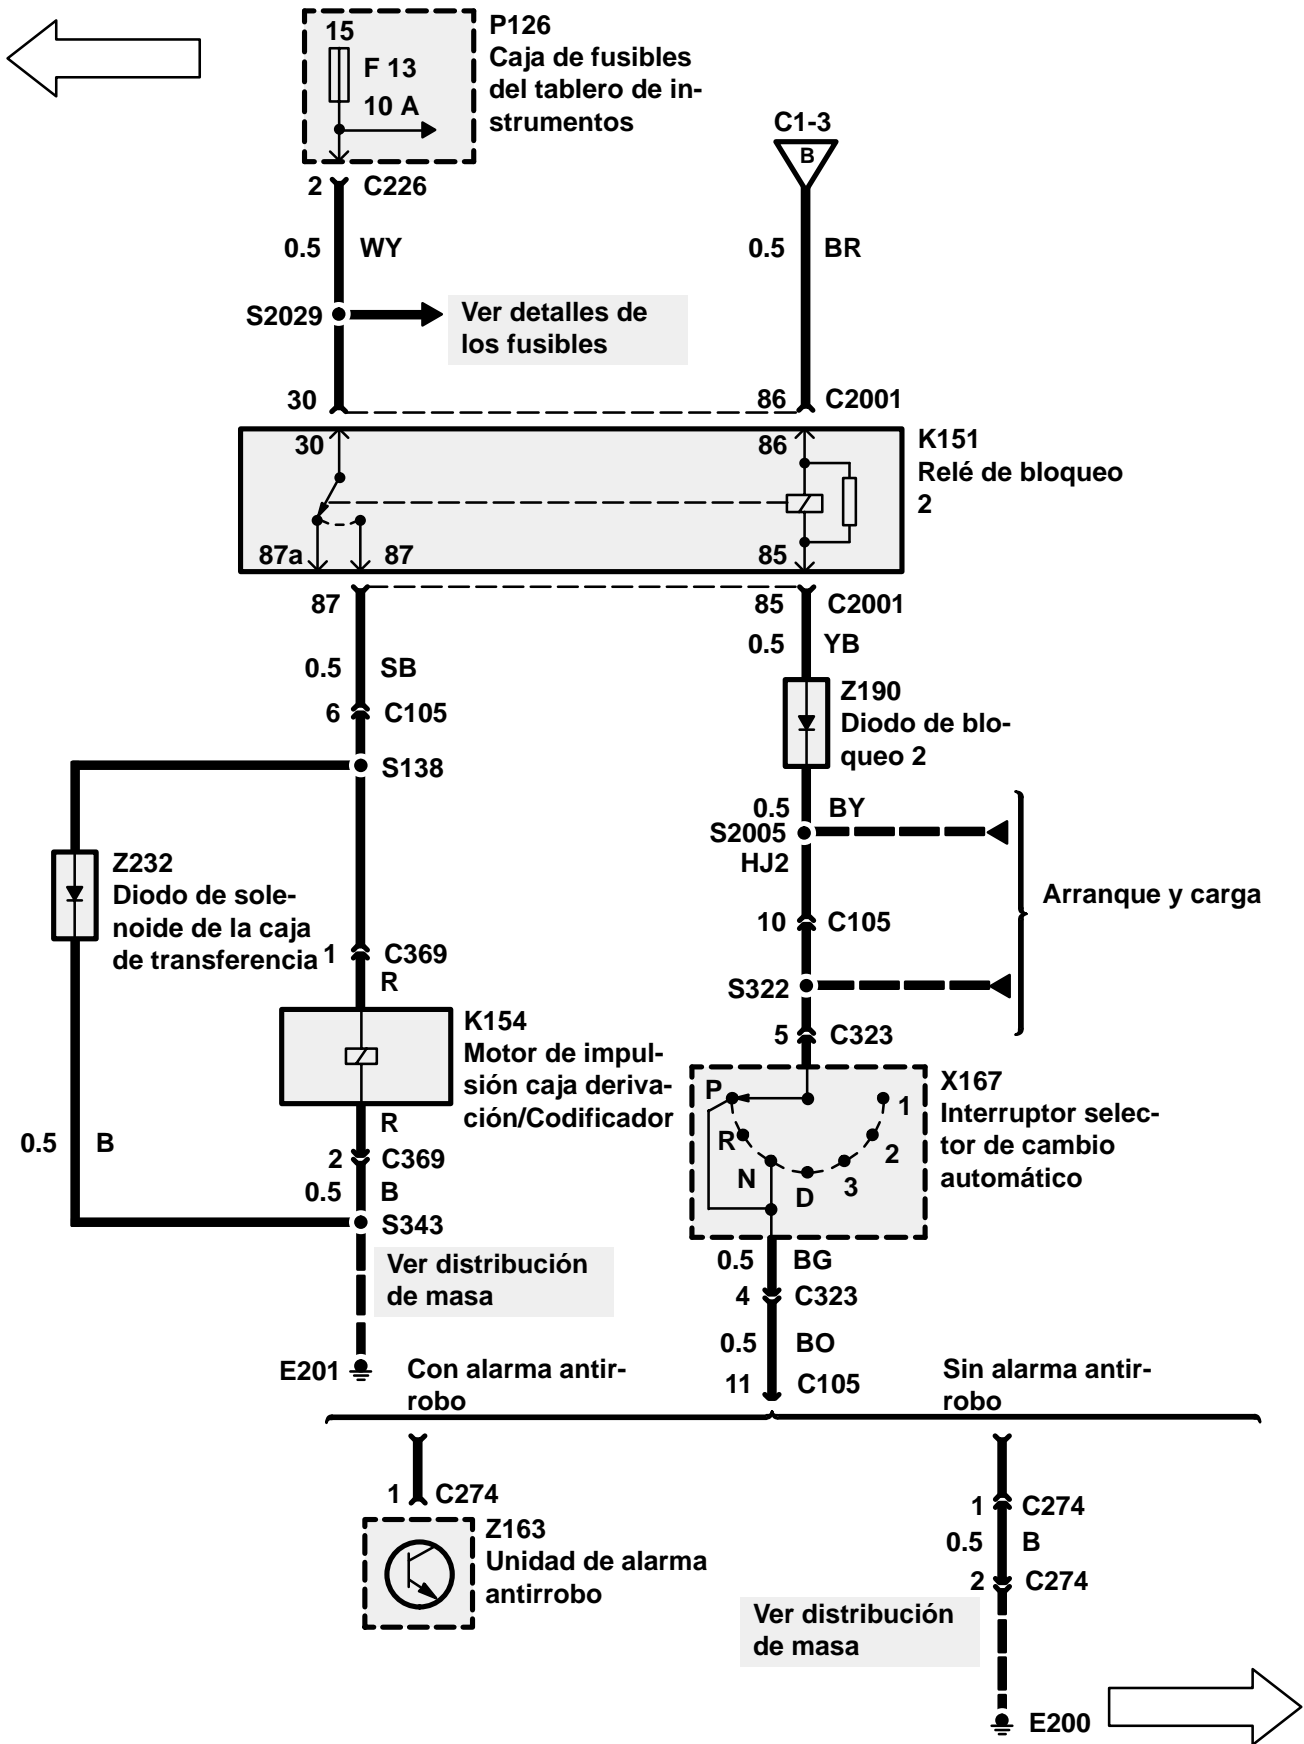 15
F 13
10 A
P126
Caja de fusibles
del tablero de in-
strumentos
C1-3
B
2 C226
0.5 WY
0.5 BR
S2029
Ver detalles de
los fusibles
30
86 C2001
30
86
K151
Relé de bloqueo
2
87a 87
85
87
85 C2001
0.5 SB
0.5 YB
6 C105
Z190
Diodo de blo-
queo 2
S138
0.5 BY
S2005
HJ2
Z232
Diodo de sole-
noide de la caja
de transferencia
Arranque y carga
10 C105
1 C369
R
S322
5 C323
K154
Motor de impul-
sión caja deriva-
ción/Codificador
X167
Interruptor selec-
tor de cambio
automático
P
R
N
D
3
2
1
R
0.5 B
2 C369
0.5 B
S343
Ver distribución
de masa
0.5 BG
4 C323
0.5 BO
E201
11 C105
Con alarma antir-
robo
Sin alarma antir-
robo
1 C274
Z163
Unidad de alarma
antirrobo
1 C274
0.5 B
2 C274
Ver distribución
de masa
E200